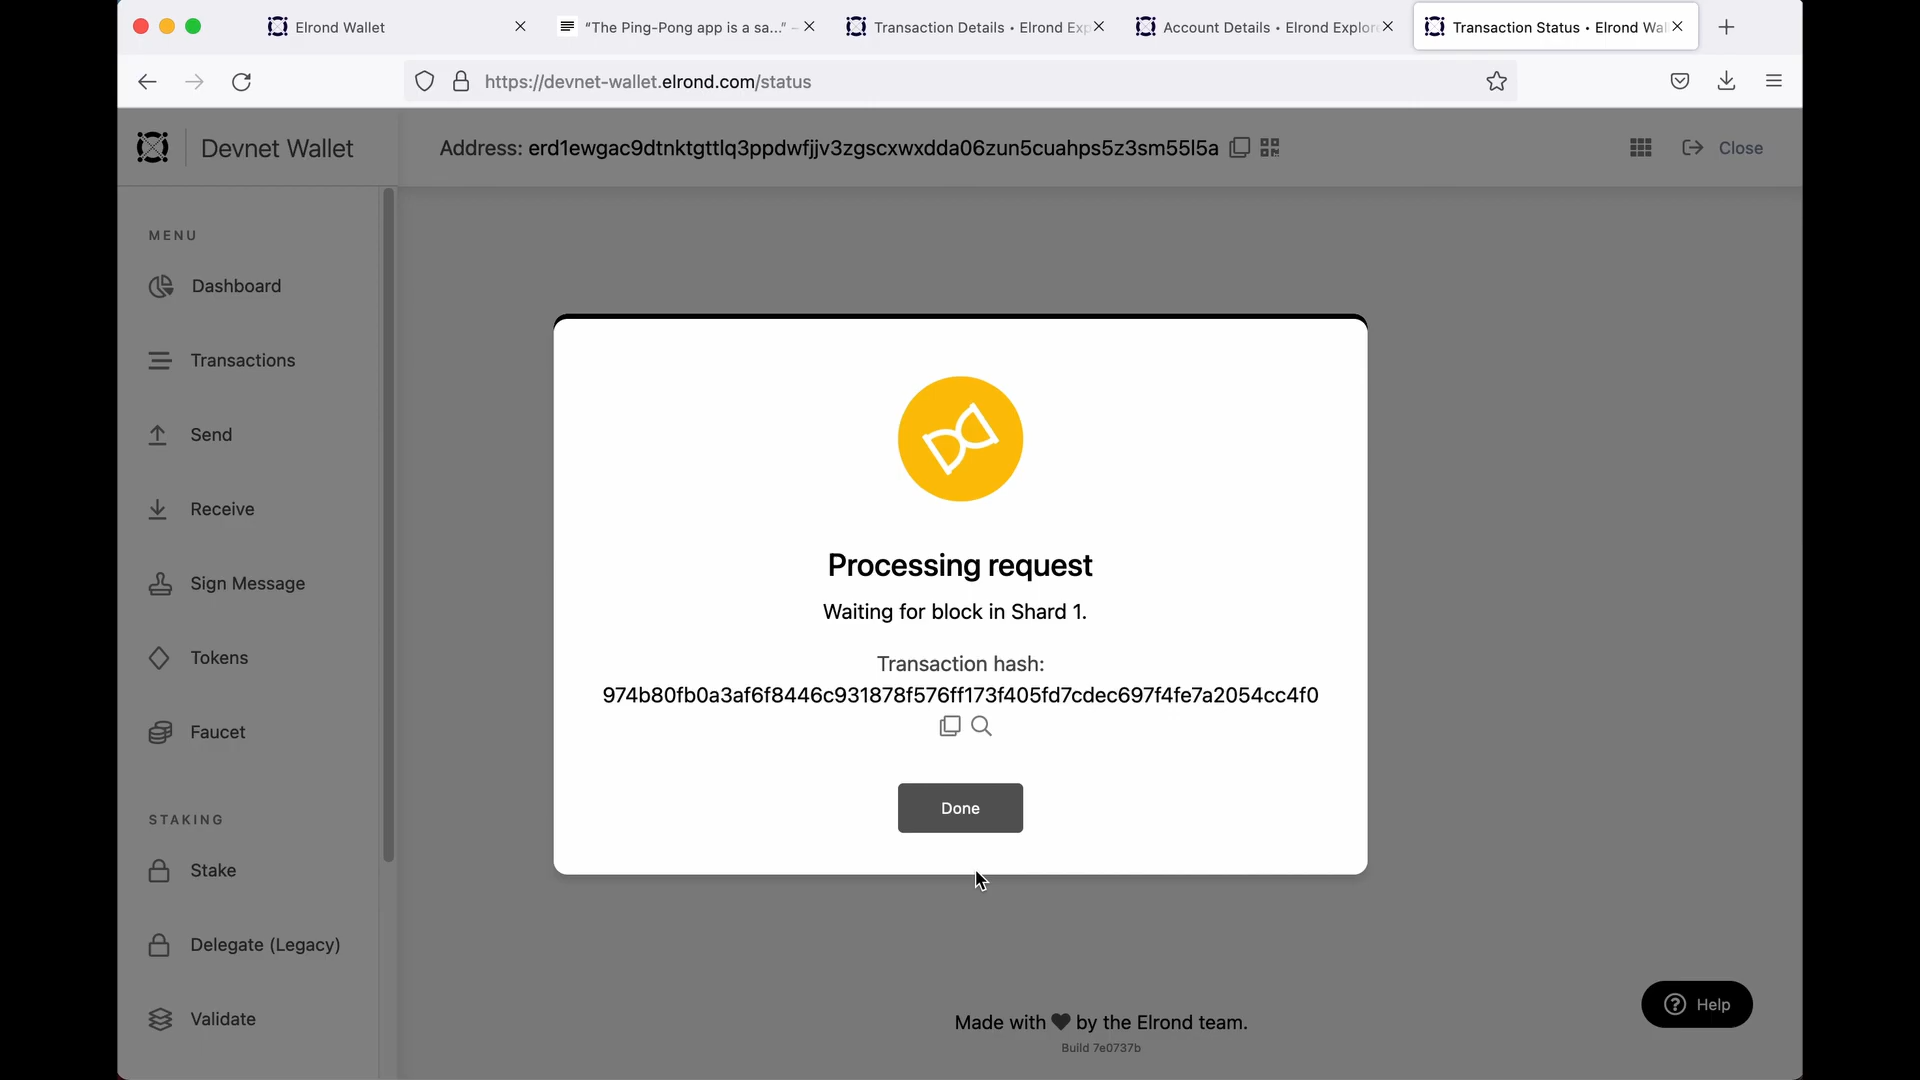 Elrond Wallet
"The Ping-Pong app is a sa..." -
Transaction Details • Elrond Exp
Account Details • Elrond Explor
Transaction Status • Elrond Wal
https://devnet-wallet.elrond.com/status
Devnet Wallet
Address: erd1ewgac9dtnktgttlq3ppdwfjjv3zgscxwxdda06zun5cuahps5z3sm55l5a
Close
MENU
Dashboard
Transactions
Send
Receive
Sign Message
Tokens
Faucet
STAKING
Stake
Delegate (Legacy)
Validate
Processing request
Waiting for block in Shard 1.
Transaction hash:
974b80fb0a3af6f8446c931878f576ff173f405fd7cdec697f4fe7a2054cc4f0
Done
Help
Made with ♥ by the Elrond team.
Build 7e0737b